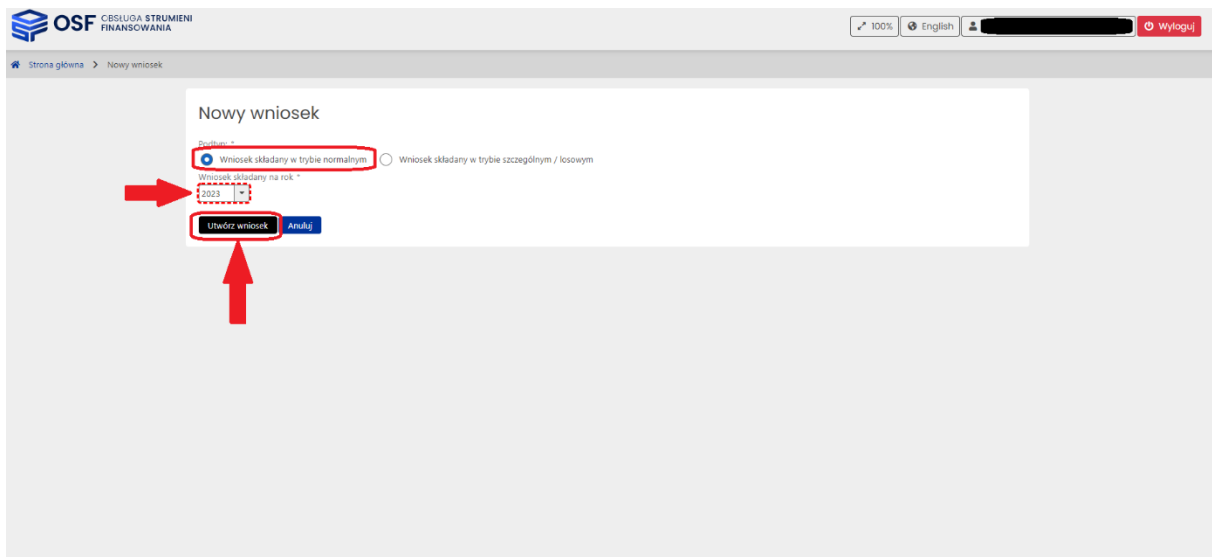 OSF OBSŁUGA STRUMIENI
FINANSOWANIA
100% English Wyloguj
Strona główna > Nowy wniosek
Nowy wniosek
Podtyp: *
Wniosek składany w trybie normalnym Wniosek składany w trybie szczególnym / losowym
Wniosek składany na rok *
2023
Utwórz wniosek Anuluj